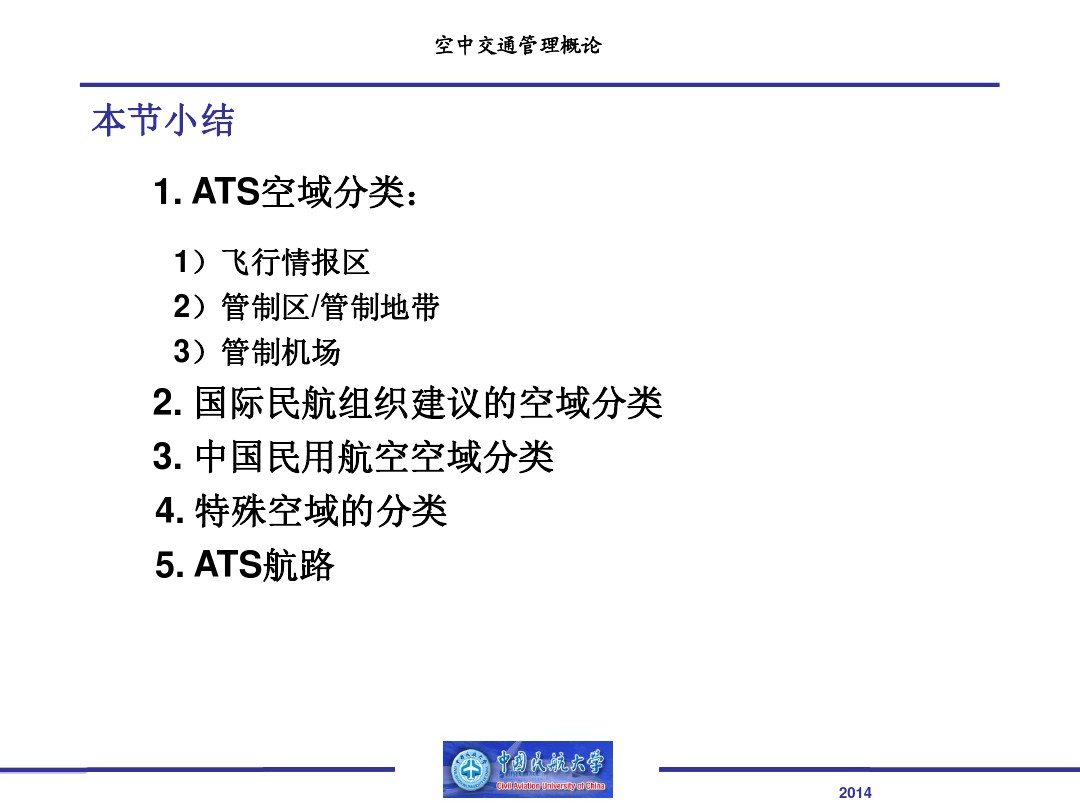 空中交通管理概论
本节小结
1. ATS空域分类：
1）飞行情报区
2）管制区/管制地带
3）管制机场
2. 国际民航组织建议的空域分类
3. 中国民用航空空域分类
4. 特殊空域的分类
5. ATS航路
中国民航大学
Civil Aviation University of China
2014